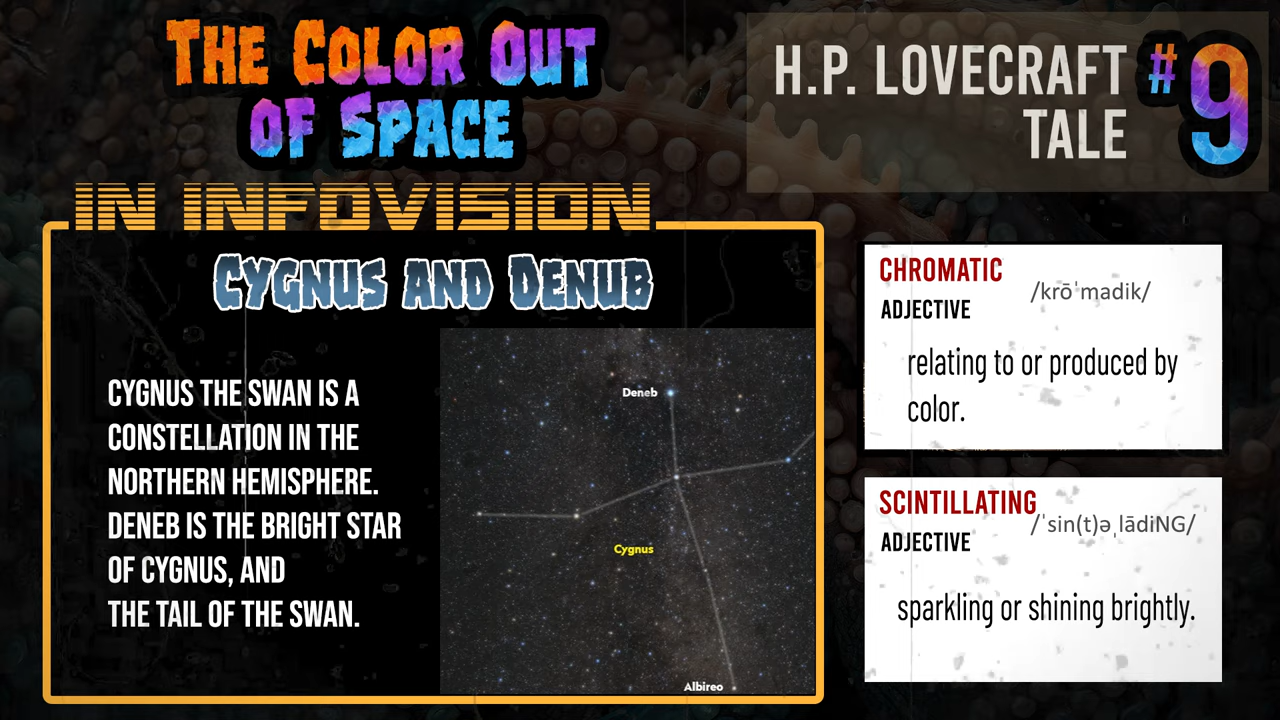 The Color Out
of Space
H.P. LOVECRAFT
TALE
#9
IN INFOVISION
Cygnus and Denub
CYGNUS THE SWAN IS A
CONSTELLATION IN THE
NORTHERN HEMISPHERE.
DENEB IS THE BRIGHT STAR
OF CYGNUS, AND
THE TAIL OF THE SWAN.
Deneb
Cygnus
Albireo
CHROMATIC
/krōˈmadik/
ADJECTIVE
relating to or produced by
color.
SCINTILLATING
/ˈsin(t)əˌlādiNG/
ADJECTIVE
sparkling or shining brightly.